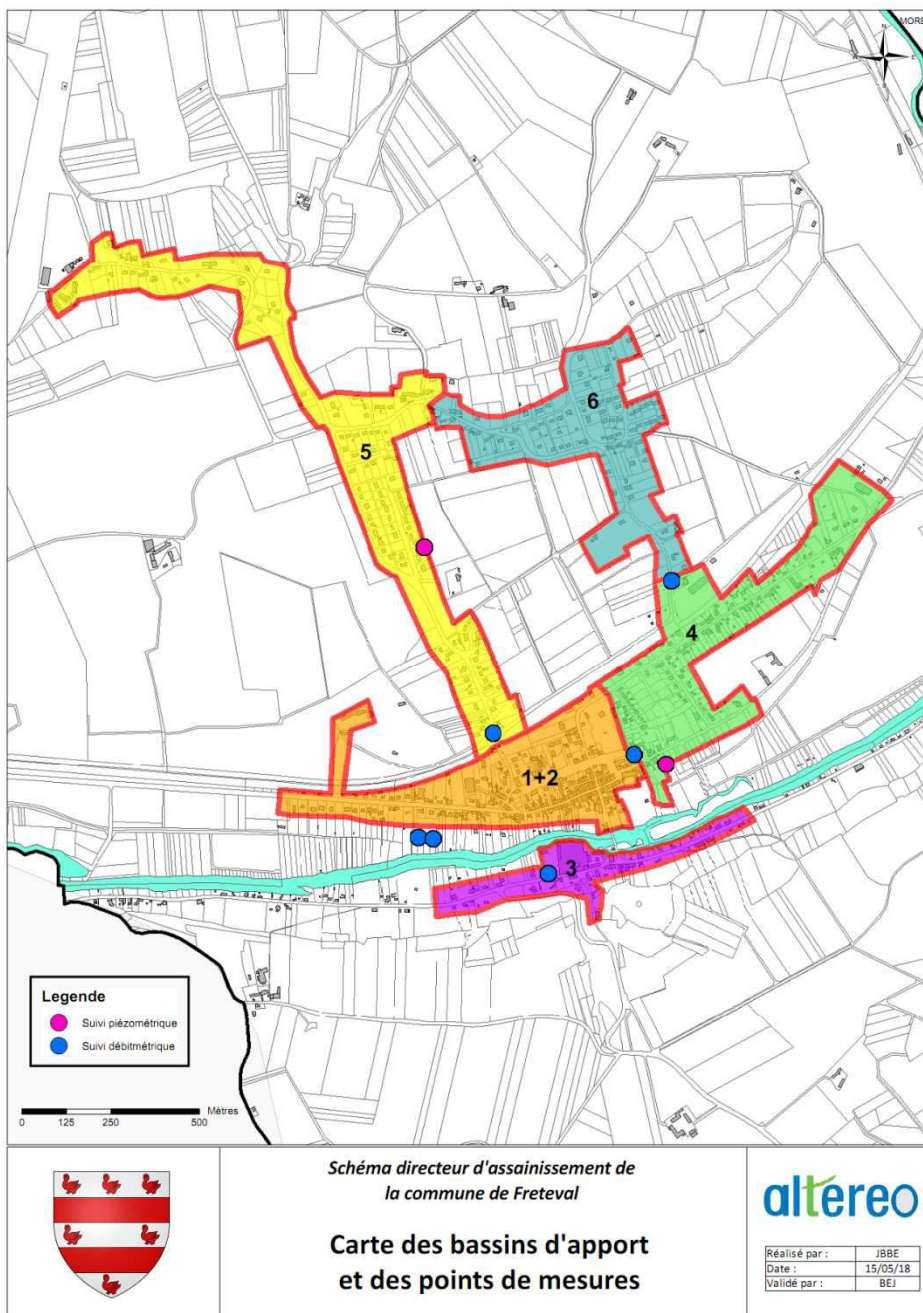 MORE
N
E
S
6
5
4
1+2
3
Legende
Suivi piézométrique
Suivi débitmétrique
Mètres
0 125 250 500
Schéma directeur d'assainissement de
la commune de Freteval
Carte des bassins d'apport
et des points de mesures
altereo
Réalisé par : JBBE
Date : 15/05/18
Validé par : BEJ